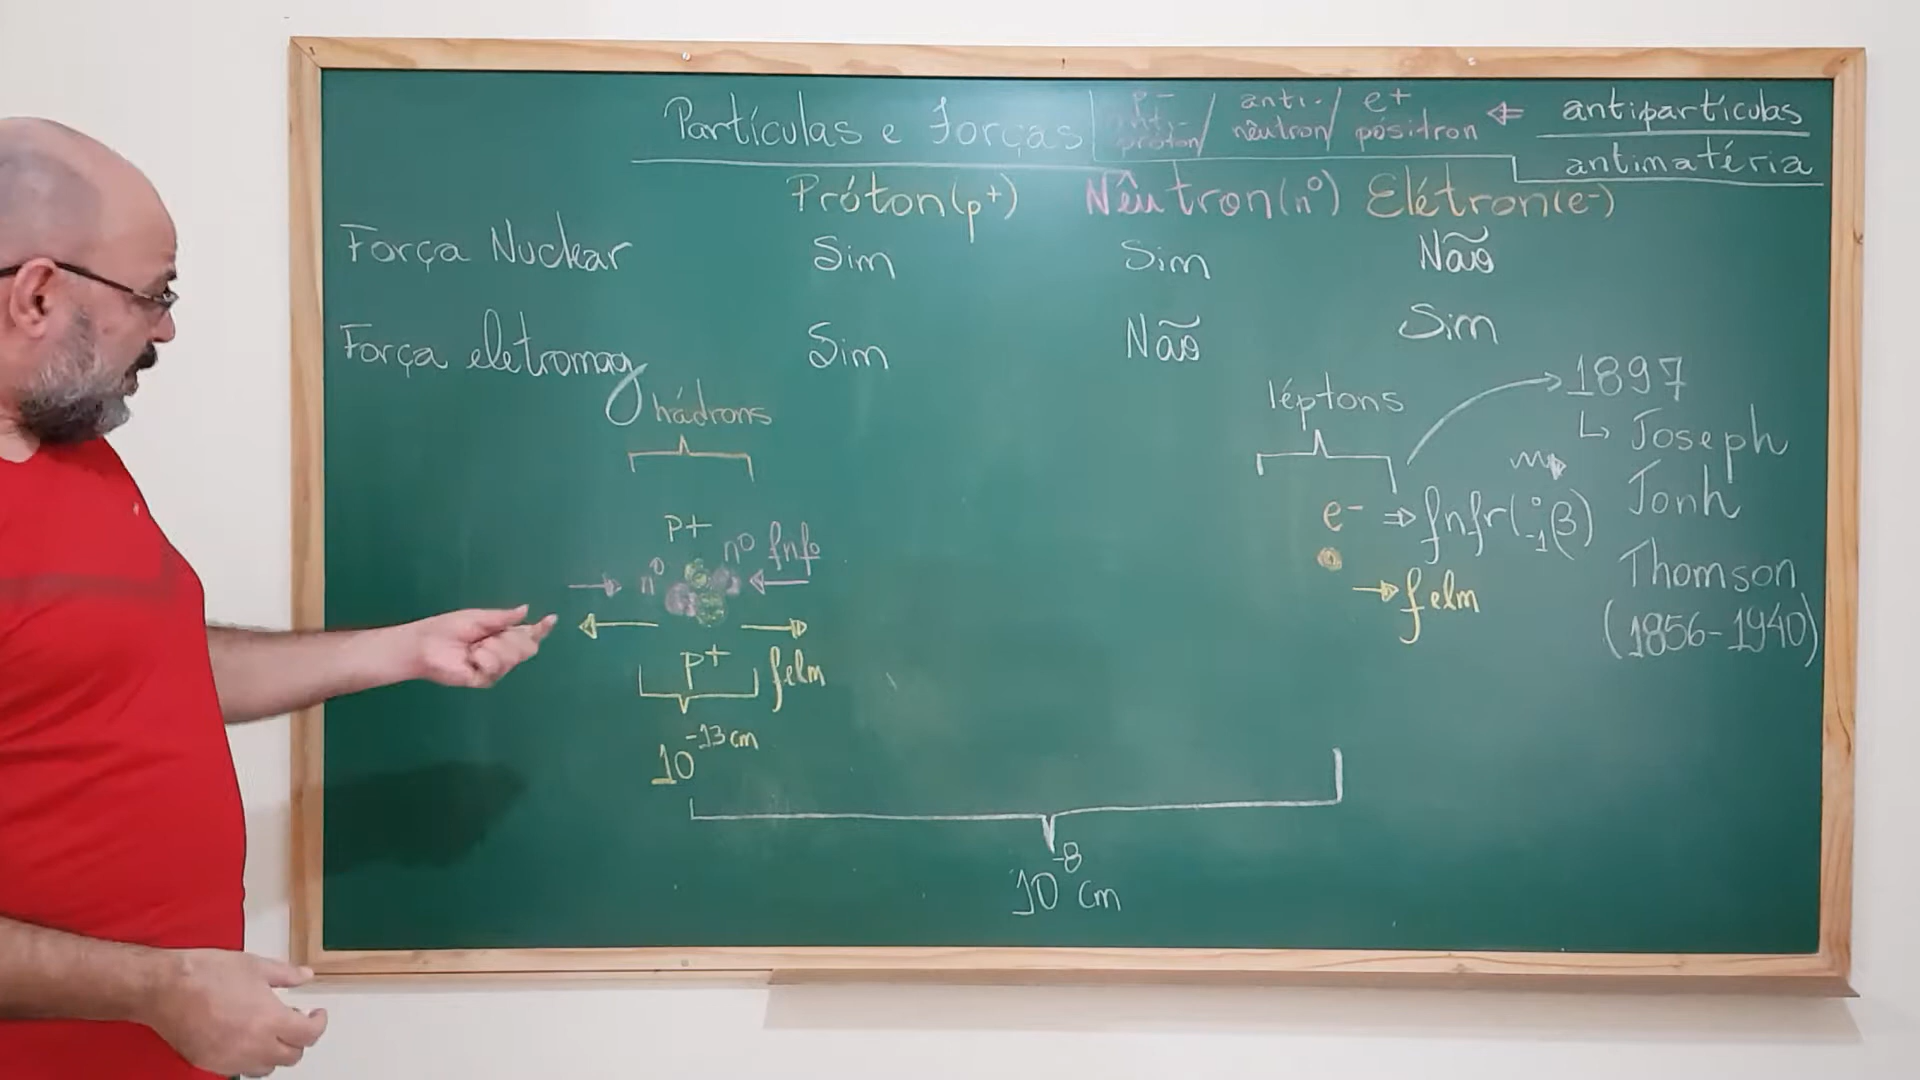 Partículas e Forças
p- / anti- / e+ ⇐ antipartículas
anti-próton / nêutron / pósitron
antimatéria
Próton(p+) Nêutron(n⁰) Elétron(e-)
Força Nuclear Sim Sim Não
Força eletromag Sim Não Sim
hádrons
léptons
1897
↳ Joseph
Jonh
Thomson
(1856-1940)
p+
n⁰ n⁰ fnfo
p+ felm
10⁻¹³ cm
e- ⇒ fnfr(⁰₋₁β)
→ felm
10⁻⁸ cm